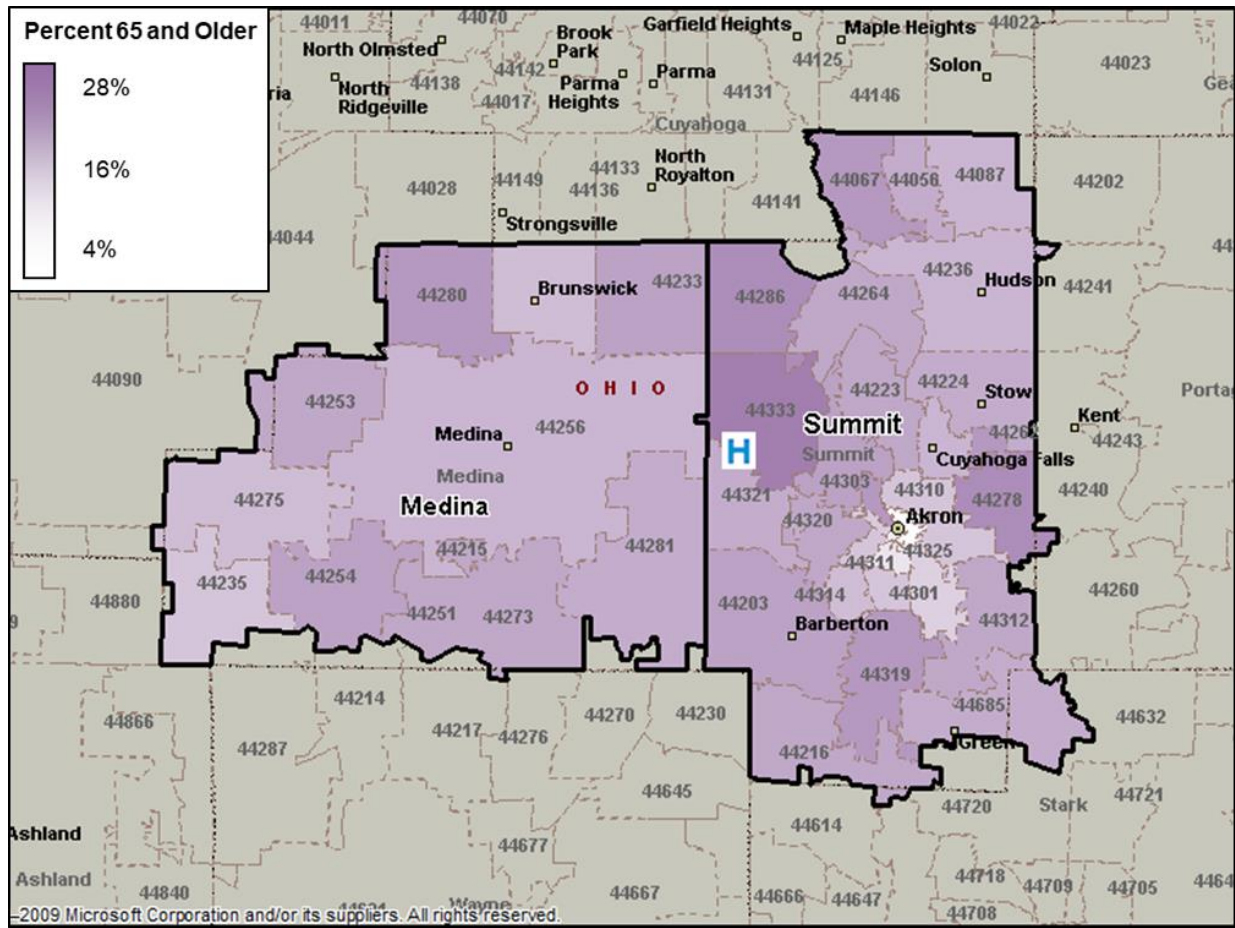 Percent 65 and Older
28%
16%
4%
44011
44070
Garfield Heights
Maple Heights
44022
North Olmsted
Brook
Park
44125
44023
44142
44138
Parma
Heights
Parma
Solon
North
Ridgeville
44017
44131
44146
Cuyahoga
44028
44149
44133
44136
North
Royalton
44141
44067
44056
44087
44202
Strongsville
44280
Brunswick
44233
44286
44264
44236
Hudson
44241
44090
44253
OHIO
44333
44223
44224
Stow
Kent
44243
Portag
Medina
44256
H
Summit
Summit
44262
Cuyahoga Falls
Medina
Medina
44275
44321
44303
44310
44278
44240
44320
Akron
44325
44215
44281
44311
44235
44254
44880
44251
44273
44203
44314
44301
44312
44260
Barberton
44319
44685
44214
44866
44287
44217
44276
44270
44230
44216
Green
44632
44645
44720
Stark
44721
Ashland
44614
44677
Ashland
44840
44667
44666
44647
44718
44709
44705
44708
Wayne
2009 Microsoft Corporation and/or its suppliers. All rights reserved.